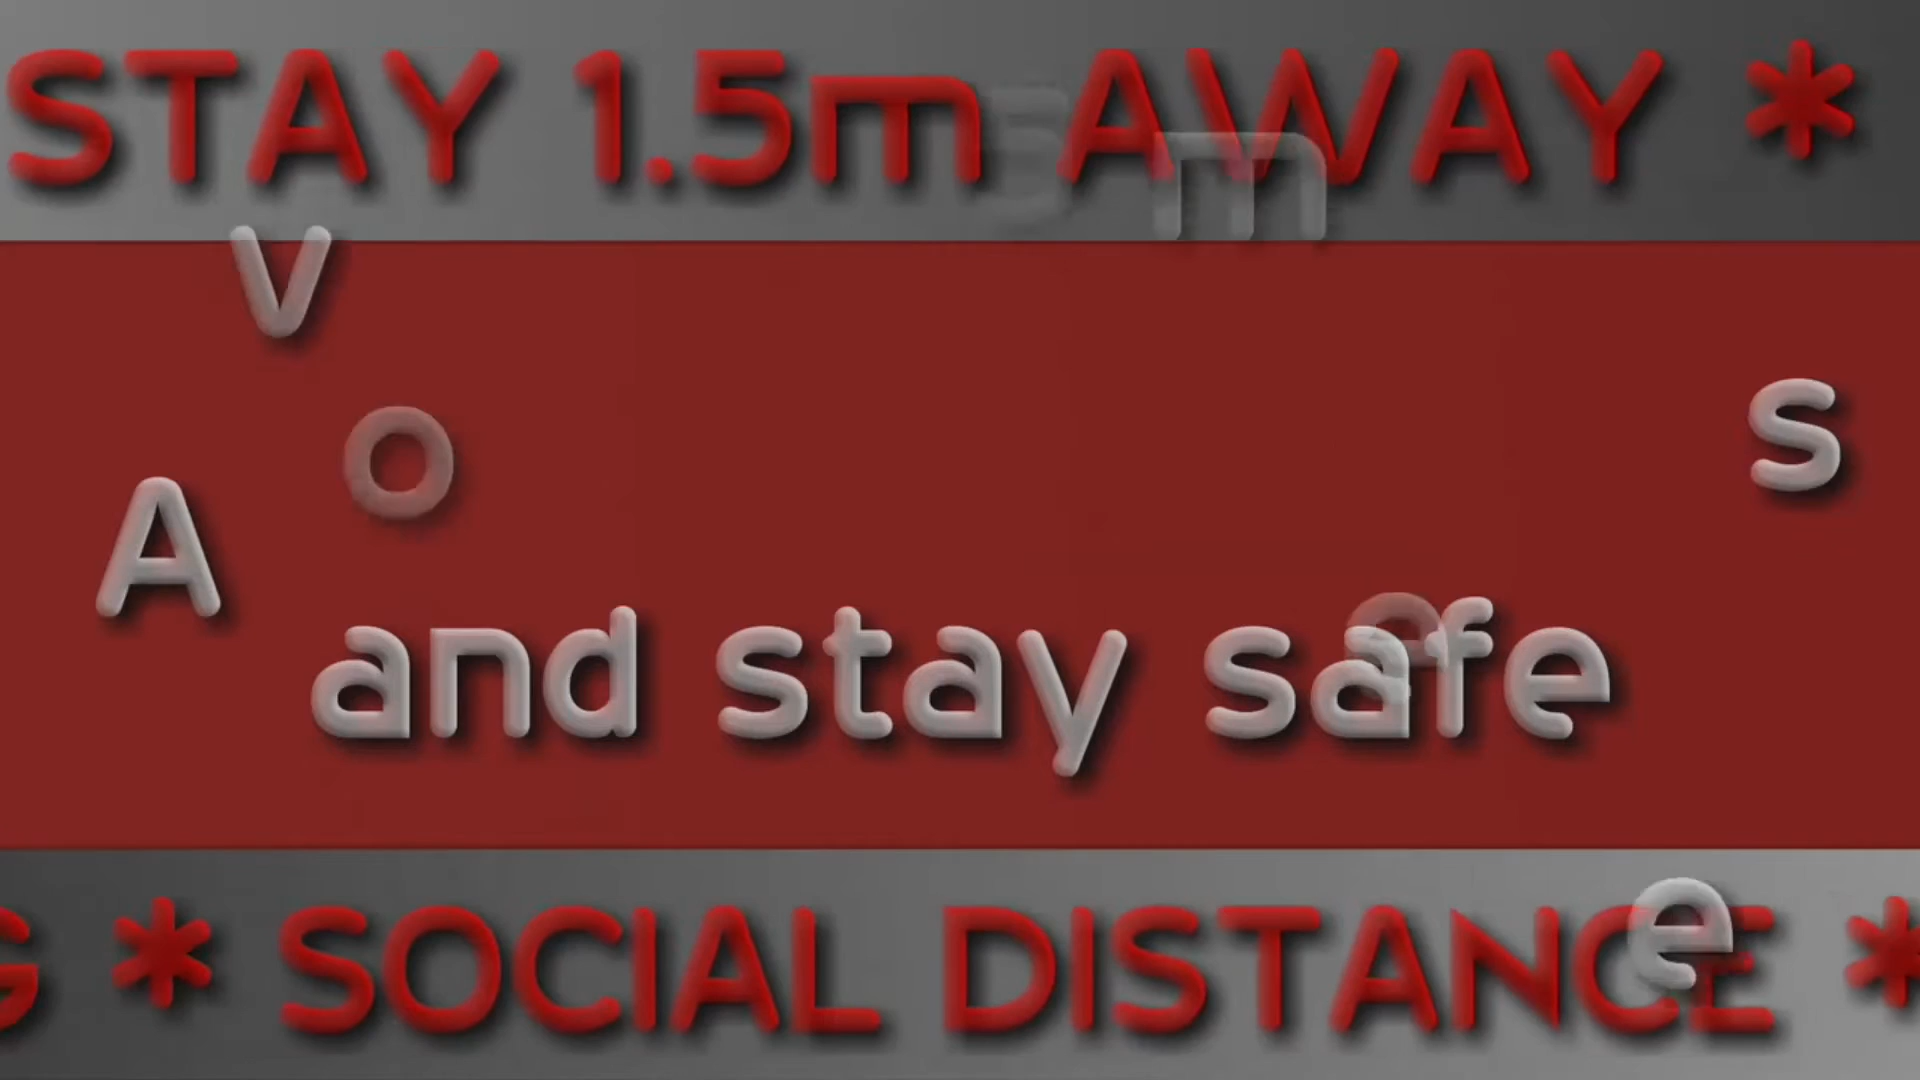 STAY 1.5m AWAY *
s m
v
s
o
A
and stay safe
e
e
G * SOCIAL DISTANCE *